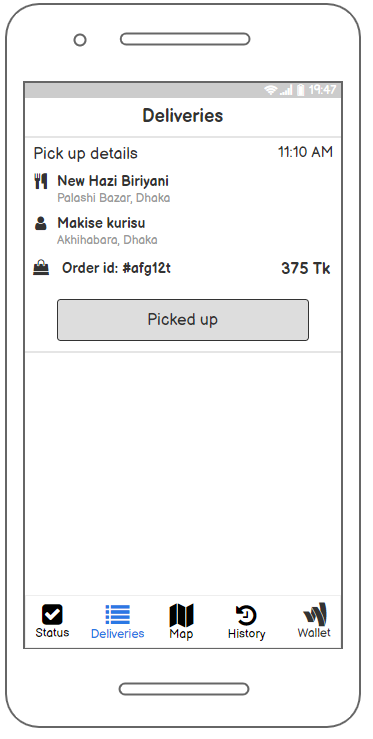 19:47
Deliveries
Pick up details 11:10 AM
New Hazi Biriyani
Palashi Bazar, Dhaka
Makise kurisu
Akhihabara, Dhaka
Order id: #afg12t 375 Tk
Picked up
Status Deliveries Map History Wallet